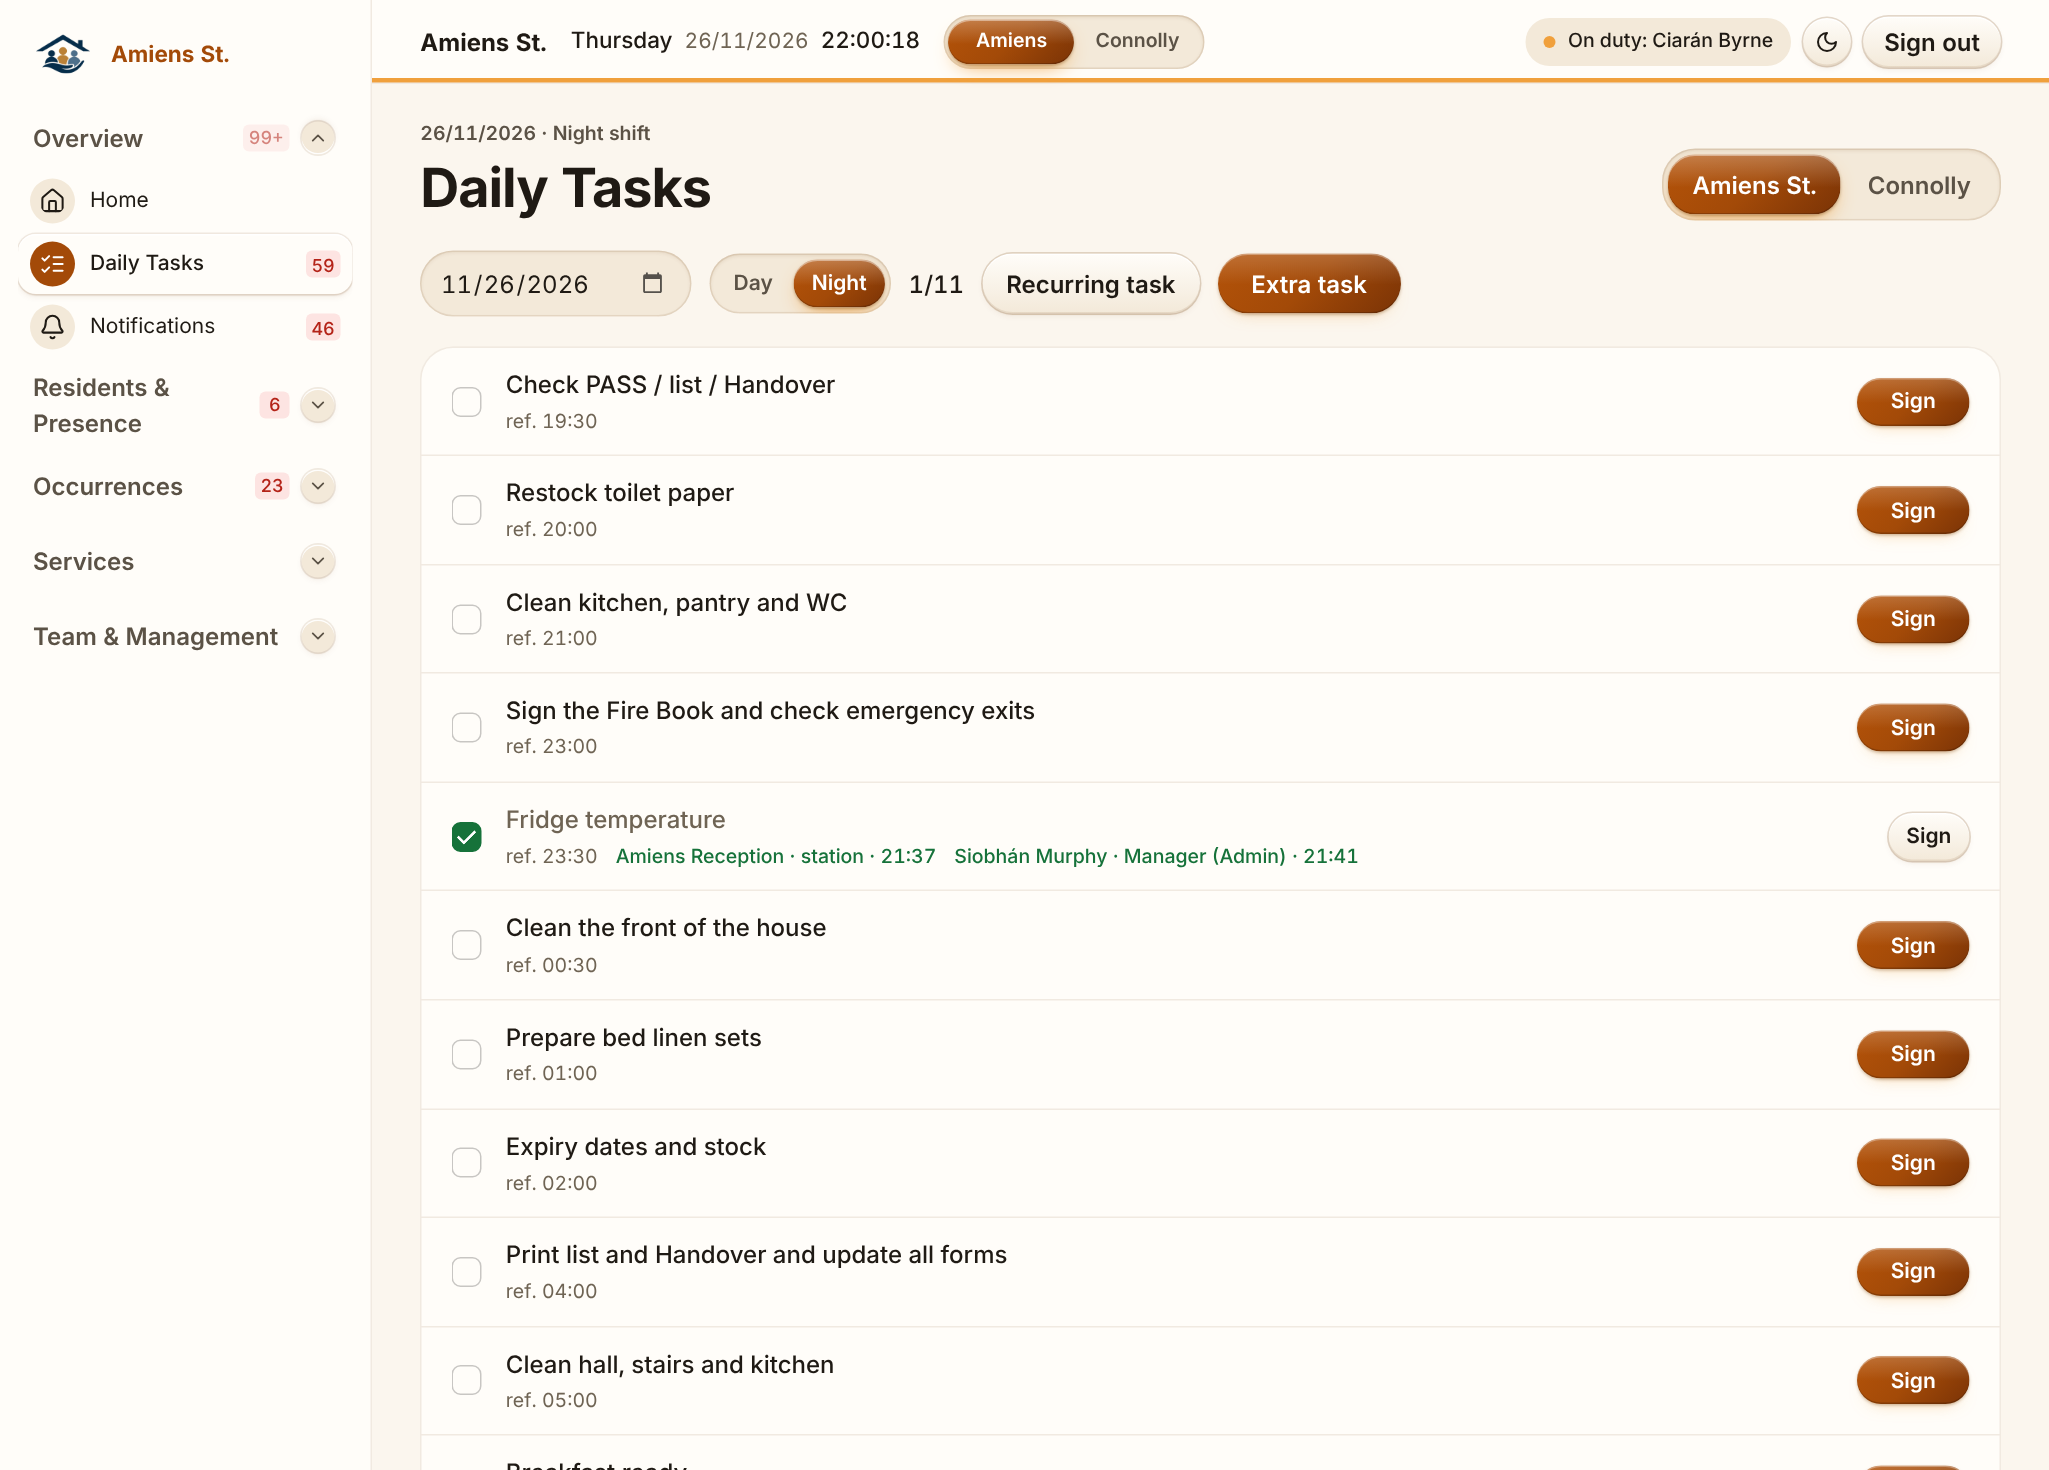 Amiens St.
Amiens St. Thursday 26/11/2026 22:00:18 Amiens Connolly On duty: Ciarán Byrne Sign out
Overview 99+
Home
Daily Tasks 59
Notifications 46
Residents & Presence 6
Occurrences 23
Services
Team & Management
26/11/2026 · Night shift
Daily Tasks
Amiens St. Connolly
11/26/2026 Day Night 1/11 Recurring task Extra task
Check PASS / list / Handover
ref. 19:30
Sign
Restock toilet paper
ref. 20:00
Sign
Clean kitchen, pantry and WC
ref. 21:00
Sign
Sign the Fire Book and check emergency exits
ref. 23:00
Sign
Fridge temperature
ref. 23:30 Amiens Reception · station · 21:37 Siobhán Murphy · Manager (Admin) · 21:41
Sign
Clean the front of the house
ref. 00:30
Sign
Prepare bed linen sets
ref. 01:00
Sign
Expiry dates and stock
ref. 02:00
Sign
Print list and Handover and update all forms
ref. 04:00
Sign
Clean hall, stairs and kitchen
ref. 05:00
Sign
Breakfast ready